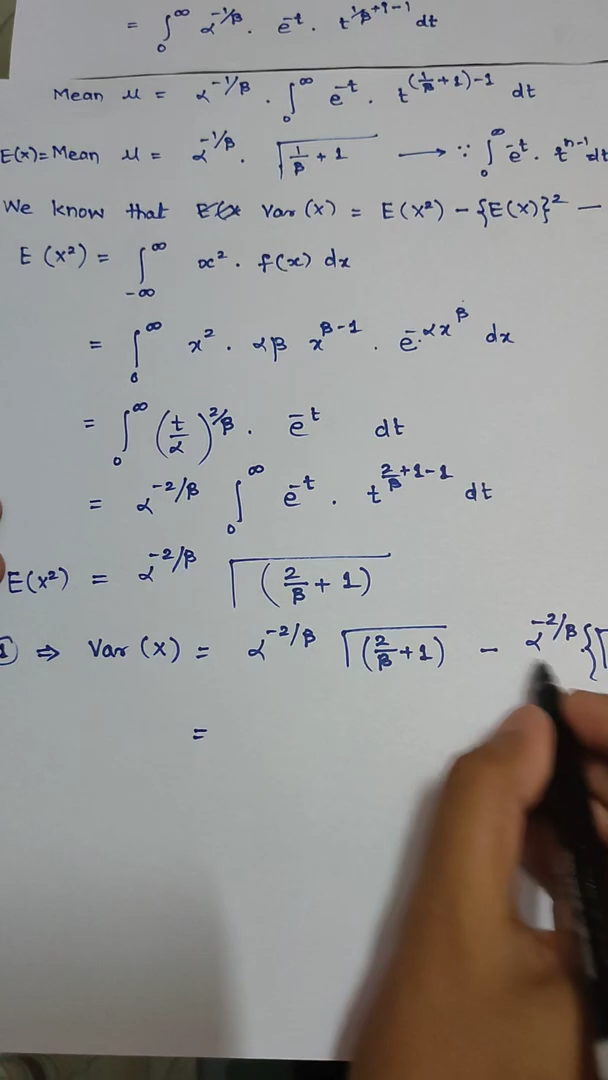 = ∫₀^∞ α^(-1/β) . e^(-t) . t^(1/β+1-1) dt
Mean μ = α^(-1/β) . ∫₀^∞ e^(-t) . t^((1/β+1)-1) dt
E(x) = Mean μ = α^(-1/β) . Γ(1/β + 1) ⟶ ∵ ∫₀^∞ e^(-t) . t^(n-1) dt
We know that Var (x) = E(x²) - {E(x)}² -
E (x²) = ∫_(-∞)^∞ x² . f(x) dx
= ∫₀^∞ x² . αβ x^(β-1) . e^(-αx^β) dx
= ∫₀^∞ (t/α)^(2/β) . e^(-t) dt
= α^(-2/β) ∫₀^∞ e^(-t) . t^(2/β+1-1) dt
E(x²) = α^(-2/β) Γ(2/β + 1)
① ⇒ Var (x) = α^(-2/β) Γ(2/β+1) - α^(-2/β) {Γ
=